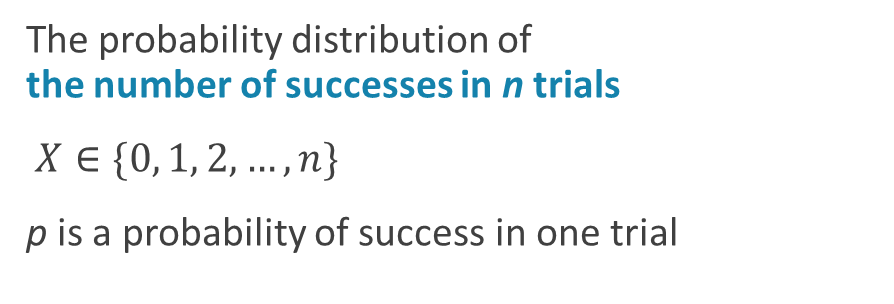 The probability distribution of
the number of successes in n trials
X ∈ {0, 1, 2, … , n}
p is a probability of success in one trial